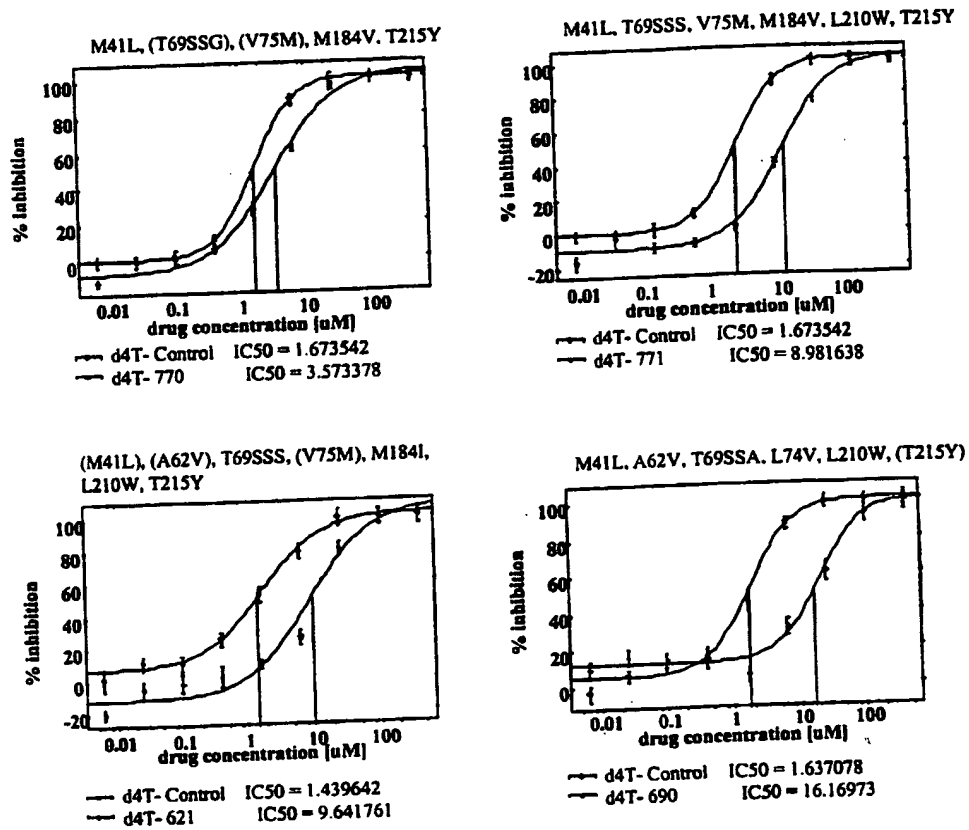 M41L, (T69SSG), (V75M), M184V, T215Y
100
80
60
40
20
0
% inhibition
0.01 0.1 1 10 100
drug concentration [uM]
d4T- Control IC50 = 1.673542
d4T- 770 IC50 = 3.573378
M41L, T69SSS, V75M, M184V, L210W, T215Y
100
80
60
40
20
0
-20
% inhibition
0.01 0.1 1 10 100
drug concentration [uM]
d4T- Control IC50 = 1.673542
d4T- 771 IC50 = 8.981638
(M41L), (A62V), T69SSS, (V75M), M184I,
L210W, T215Y
100
80
60
40
20
0
-20
% inhibition
0.01 0.1 1 10 100
drug concentration [uM]
d4T- Control IC50 = 1.439642
d4T- 621 IC50 = 9.641761
M41L, A62V, T69SSA, L74V, L210W, (T215Y)
100
80
60
40
20
0
% inhibition
0.01 0.1 1 10 100
drug concentration [uM]
d4T- Control IC50 = 1.637078
d4T- 690 IC50 = 16.16973